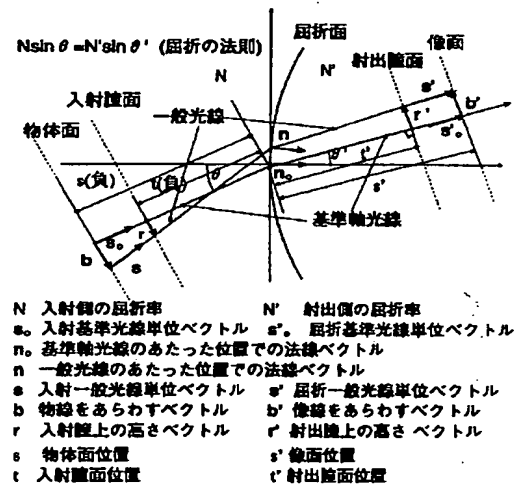 Nsinθ=N'sinθ' (屈折の法則)
屈折面
像面
N
N'
射出瞳面
入射瞳面
一般光線
物体面
s'
b'
r'
s'₀
n
θ'
t'
n₀
s'
s(負)
t(負)
θ
基準軸光線
s₀
r
b
s
N 入射側の屈折率 N' 射出側の屈折率
s₀ 入射基準光線単位ベクトル s'₀ 屈折基準光線単位ベクトル
n₀ 基準軸光線のあたった位置での法線ベクトル
n 一般光線のあたった位置での法線ベクトル
s 入射一般光線単位ベクトル s' 屈折一般光線単位ベクトル
b 物線をあらわすベクトル b' 像線をあらわすベクトル
r 入射瞳上の高さベクトル r' 射出瞳上の高さ ベクトル
s 物体面位置 s' 像面位置
t 入射瞳面位置 t' 射出瞳面位置